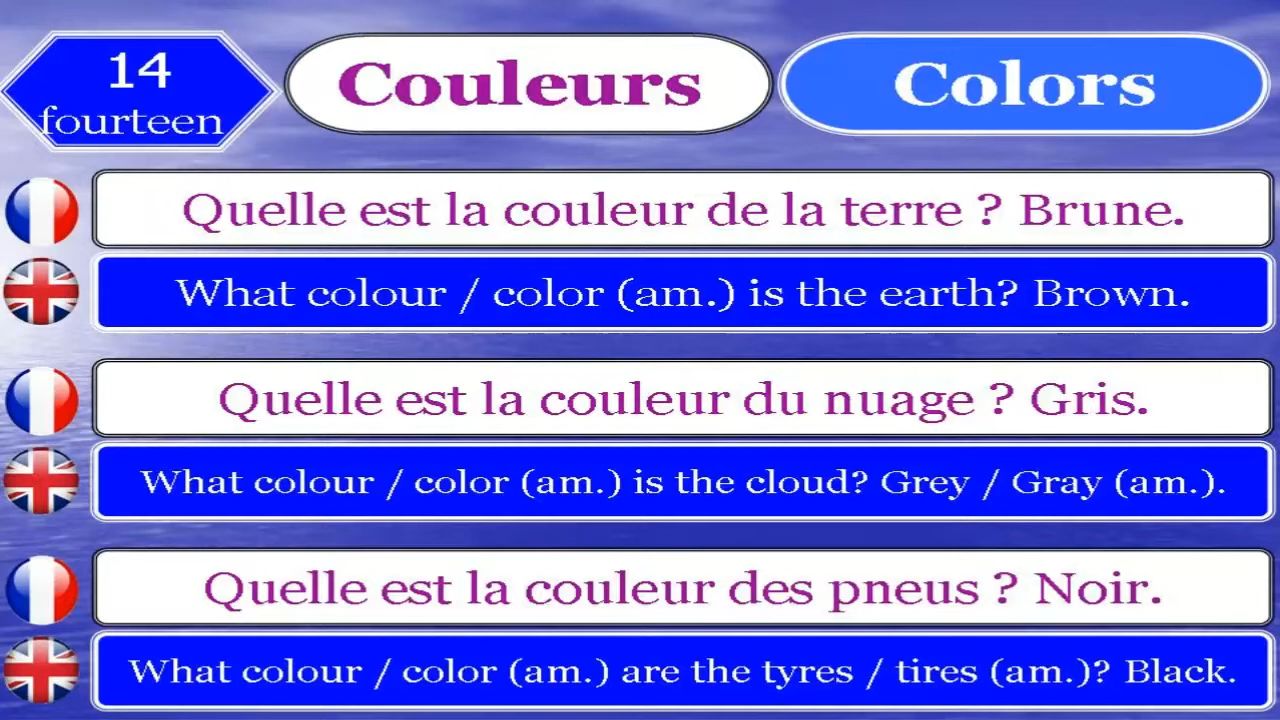 14
fourteen
Couleurs
Colors
Quelle est la couleur de la terre ? Brune.
What colour / color (am.) is the earth? Brown.
Quelle est la couleur du nuage ? Gris.
What colour / color (am.) is the cloud? Grey / Gray (am.).
Quelle est la couleur des pneus ? Noir.
What colour / color (am.) are the tyres / tires (am.)? Black.